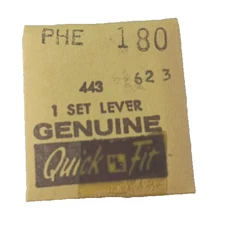 PHE 180
443 623
1 SET LEVER
GENUINE
Quick Fit